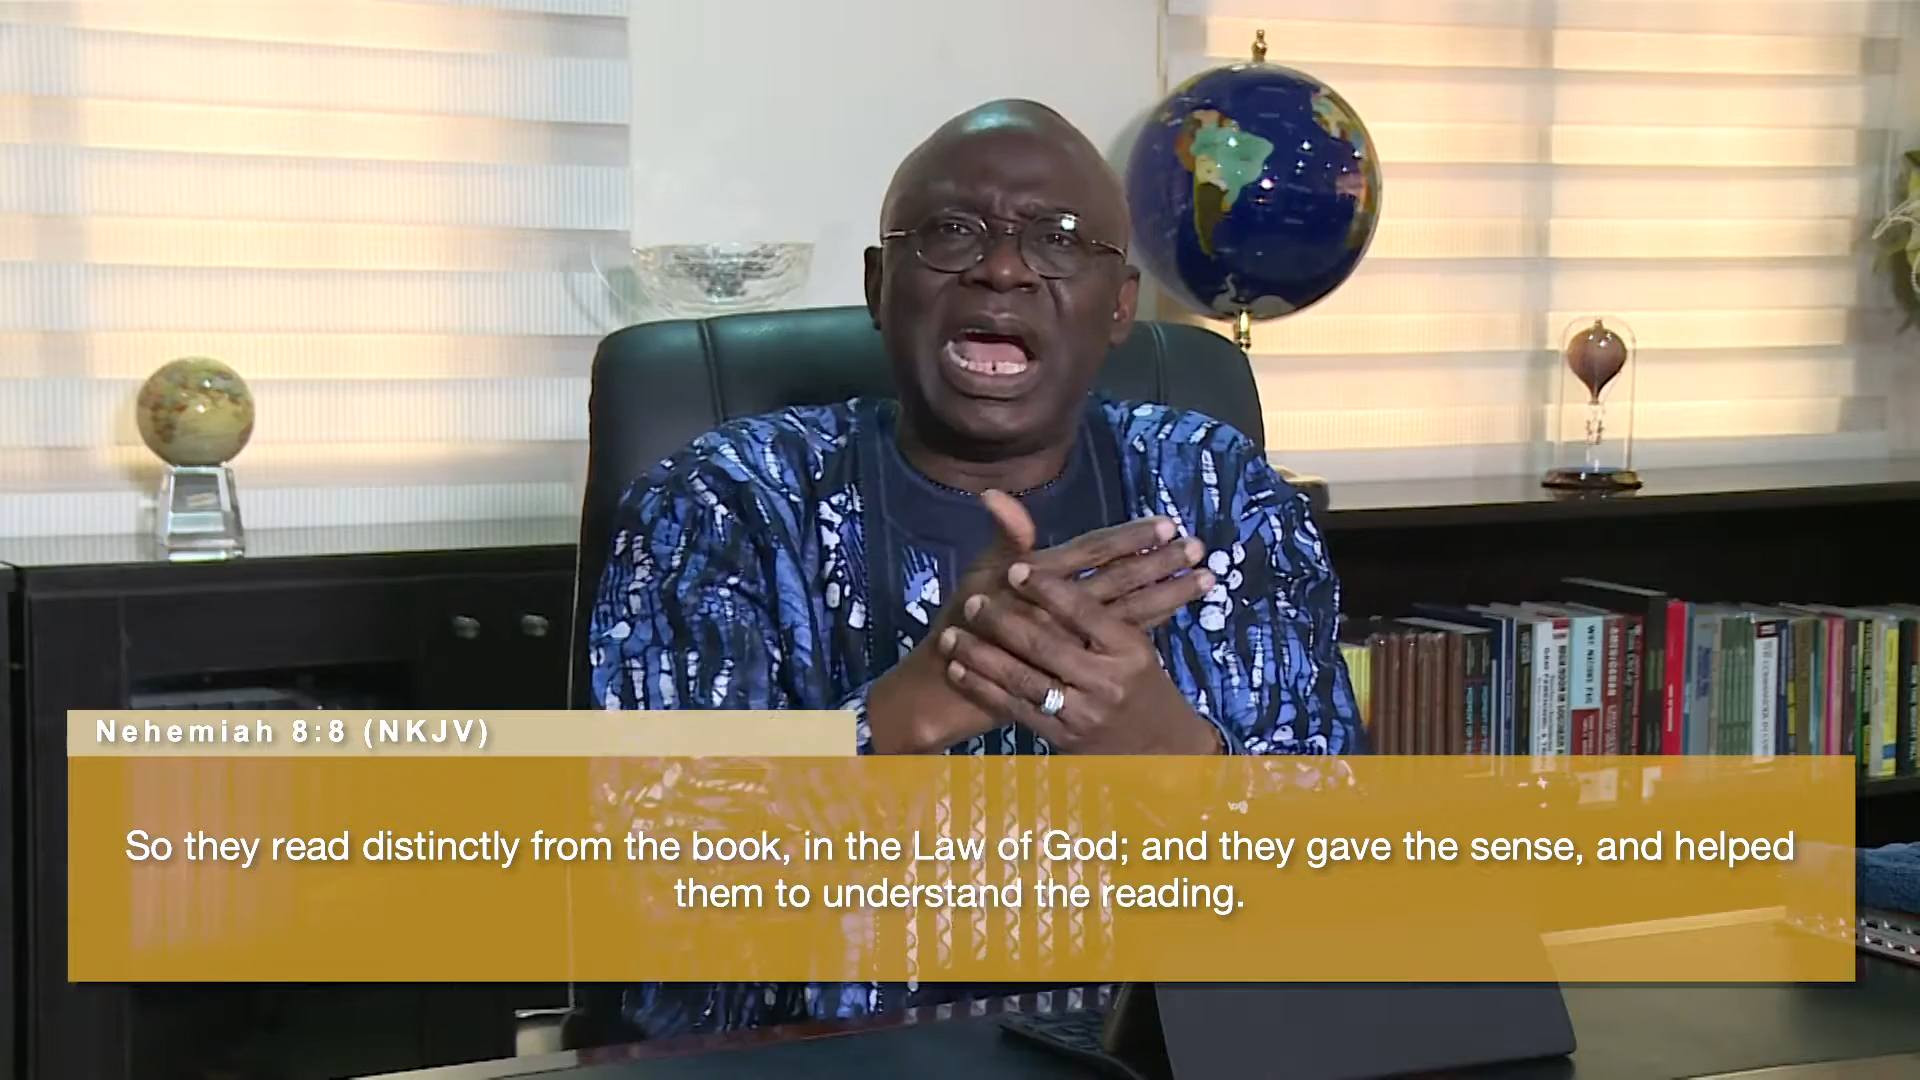 Nehemiah 8:8 (NKJV)
So they read distinctly from the book, in the Law of God; and they gave the sense, and helped
them to understand the reading.